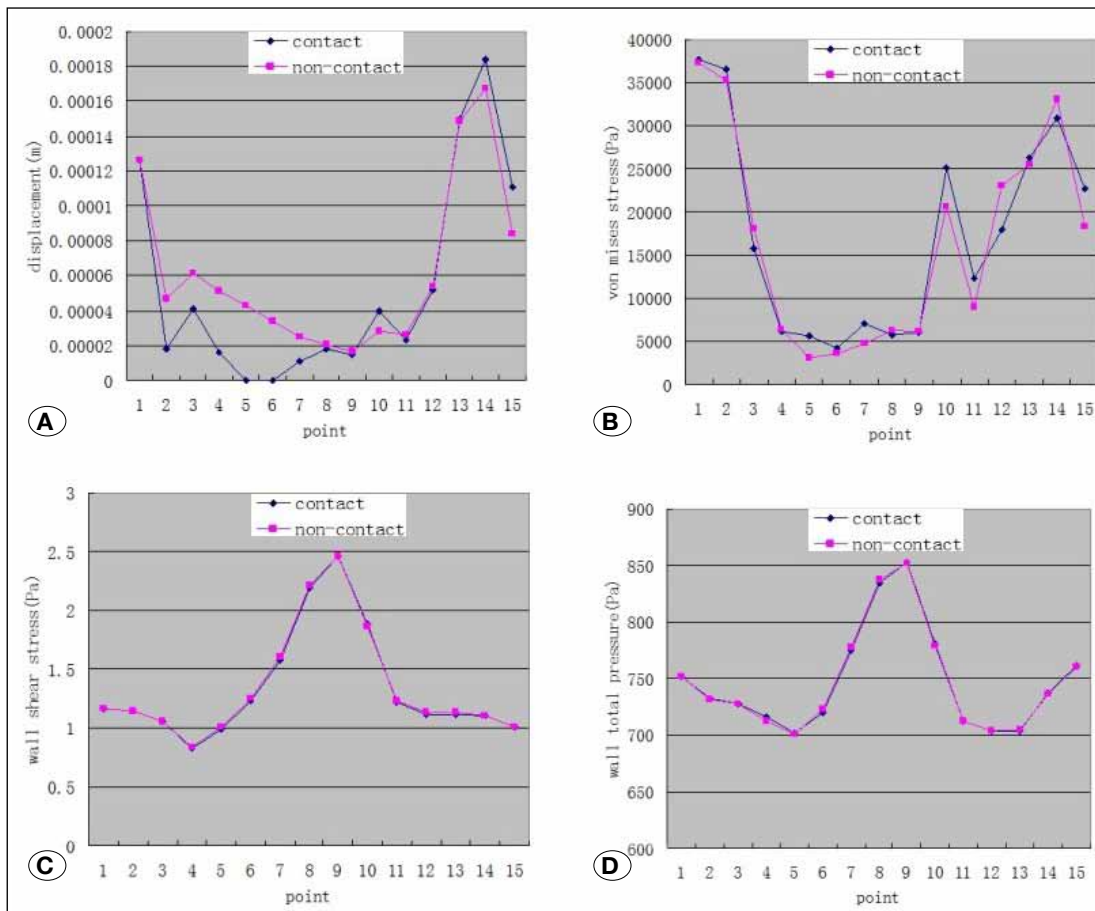 0.0002
0.00018
0.00016
0.00014
0.00012
0.0001
0.00008
0.00006
0.00004
0.00002
0
displacement(m)
contact
non-contact
1 2 3 4 5 6 7 8 9 10 11 12 13 14 15
point
A
40000
35000
30000
25000
20000
15000
10000
5000
0
von mises stress(Pa)
contact
non-contact
1 2 3 4 5 6 7 8 9 10 11 12 13 14 15
point
B
3
2.5
2
1.5
1
0.5
0
wall shear stress(Pa)
contact
non-contact
1 2 3 4 5 6 7 8 9 10 11 12 13 14 15
point
C
900
850
800
750
700
650
600
wall total pressure(Pa)
contact
non-contact
1 2 3 4 5 6 7 8 9 10 11 12 13 14 15
point
D